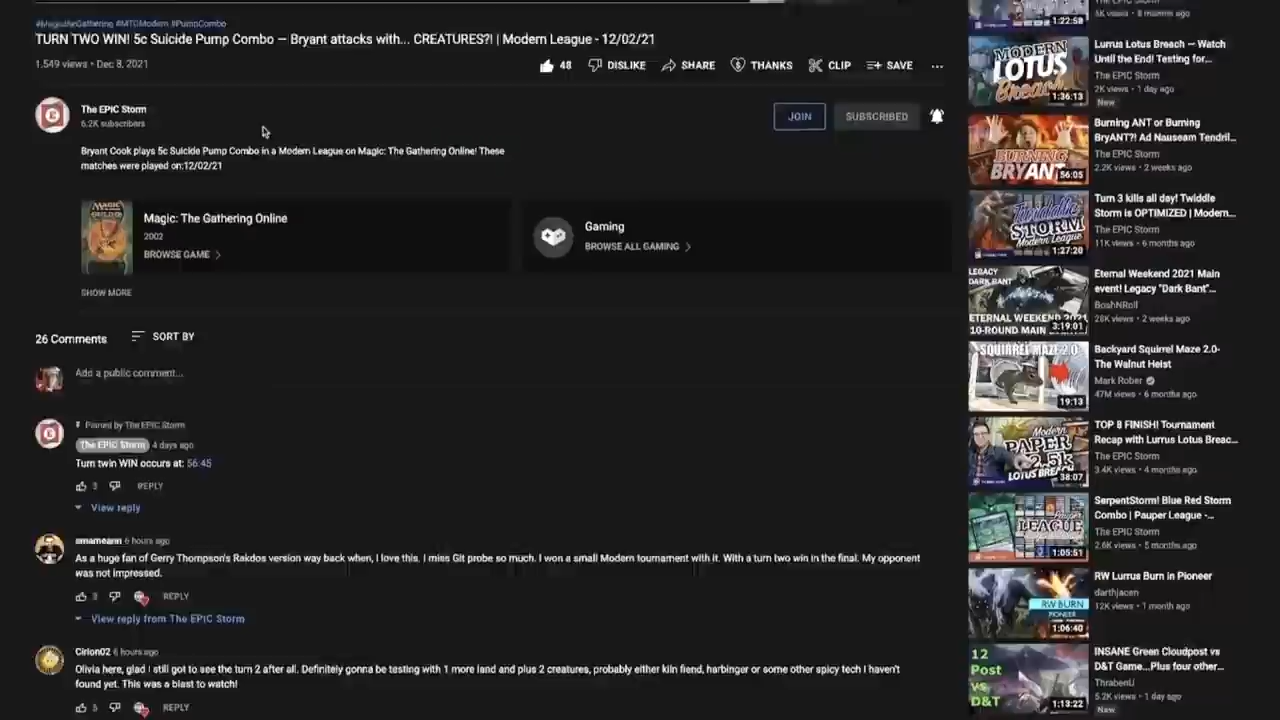 #MagicTheGathering #MTGModern #PumpCombo
TURN TWO WIN! 5c Suicide Pump Combo — Bryant attacks with... CREATURES?! | Modern League - 12/02/21
1,549 views • Dec 8, 2021
48
DISLIKE
SHARE
THANKS
CLIP
SAVE
The EPIC Storm
6.2K subscribers
JOIN
SUBSCRIBED
Bryant Cook plays 5c Suicide Pump Combo in a Modern League on Magic: The Gathering Online! These
matches were played on:12/02/21
Magic: The Gathering Online
2002
BROWSE GAME
Gaming
BROWSE ALL GAMING
SHOW MORE
26 Comments
SORT BY
Add a public comment...
Pinned by The EPIC Storm
The EPIC Storm 4 days ago
Turn twin WIN occurs at: 56:45
3 REPLY
View reply
amameann 6 hours ago
As a huge fan of Gerry Thompson's Rakdos version way back when, I love this. I miss Git probe so much. I won a small Modern tournament with it. With a turn two win in the final. My opponent
was not impressed.
3 REPLY
View reply from The EPIC Storm
Cirion02 6 hours ago
Olivia here, glad I still got to see the turn 2 after all. Definitely gonna be testing with 1 more land and plus 2 creatures, probably either kiln fiend, harbinger or some other spicy tech I haven't
found yet. This was a blast to watch!
3 REPLY
1:22:58
5K views • 8 months ago
MODERN
LOTUS
Breach
1:36:13
Lurrus Lotus Breach — Watch
Until the End! Testing for...
The EPIC Storm
2K views • 1 day ago
New
BURNING
BRYANT
56:05
Burning ANT or Burning
BryANT?! Ad Nauseam Tendril...
The EPIC Storm
2.2K views • 2 weeks ago
Twiddle
STORM
Modern League
1:27:20
Turn 3 kills all day! Twiddle
Storm is OPTIMIZED | Modern...
The EPIC Storm
11K views • 6 months ago
LEGACY
DARK BANT
ETERNAL WEEKEND 2021
10-ROUND MAIN
3:19:01
Eternal Weekend 2021 Main
event! Legacy "Dark Bant"...
BoshNRoll
28K views • 2 weeks ago
SQUIRREL MAZE 2.0
19:13
Backyard Squirrel Maze 2.0-
The Walnut Heist
Mark Rober
47M views • 6 months ago
Modern
PAPER
2.5k
LOTUS BREACH
38:07
TOP 8 FINISH! Tournament
Recap with Lurrus Lotus Breac...
The EPIC Storm
3.4K views • 4 months ago
LEAGUE
1:05:51
SerpentStorm! Blue Red Storm
Combo | Pauper League -...
The EPIC Storm
2.6K views • 5 months ago
RW BURN
PIONEER
1:06:40
RW Lurrus Burn in Pioneer
darthjacen
12K views • 1 month ago
12
Post
vs
D&T
1:13:22
INSANE Green Cloudpost vs
D&T Game...Plus four other...
ThrabenU
5.2K views • 1 day ago
New